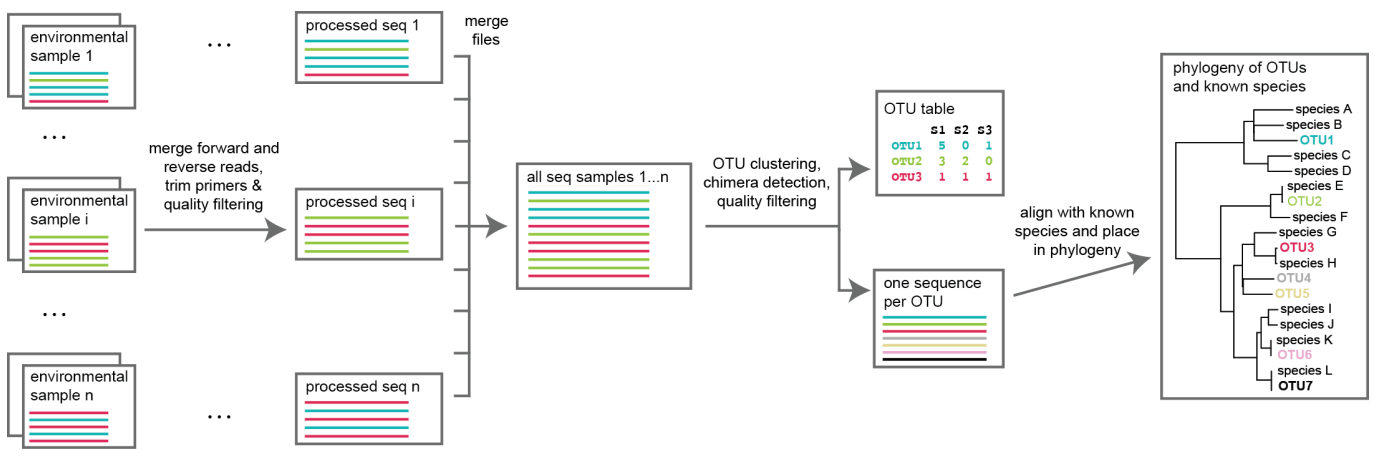 environmental
sample 1
...
processed seq 1
merge
files
...
merge forward and
reverse reads,
trim primers &
quality filtering
environmental
sample i
processed seq i
...
environmental
sample n
...
processed seq n
all seq samples 1...n
OTU clustering,
chimera detection,
quality filtering
OTU table
s1 s2 s3
OTU1 5 0 1
OTU2 3 2 0
OTU3 1 1 1
one sequence
per OTU
align with known
species and place
in phylogeny
phylogeny of OTUs
and known species
species A
species B
OTU1
species C
species D
species E
OTU2
species F
species G
OTU3
species H
OTU4
OTU5
species I
species J
species K
OTU6
species L
OTU7